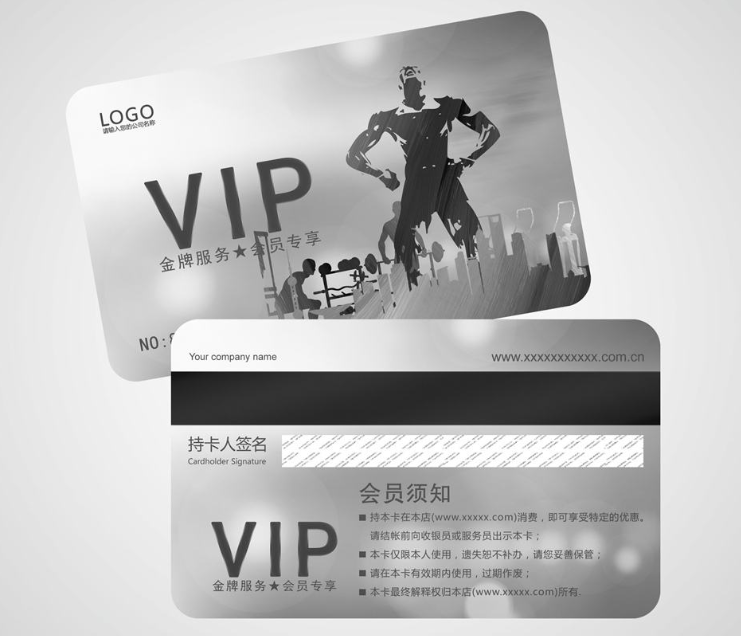 LOGO
请输入您的公司名称
VIP
金牌服务★会员专享
NO:
Your company name
www.xxxxxxxxxxx.com.cn
持卡人签名
Cardholder Signature
会员须知
■ 持本卡在本店(www.xxxxx.com)消费，即可享受特定的优惠。
请结帐前向收银员或服务员出示本卡；
■ 本卡仅限本人使用，遗失恕不补办，请您妥善保管；
■ 请在本卡有效期内使用，过期作废；
■ 本卡最终解释权归本店(www.xxxxx.com)所有.
VIP
金牌服务★会员专享